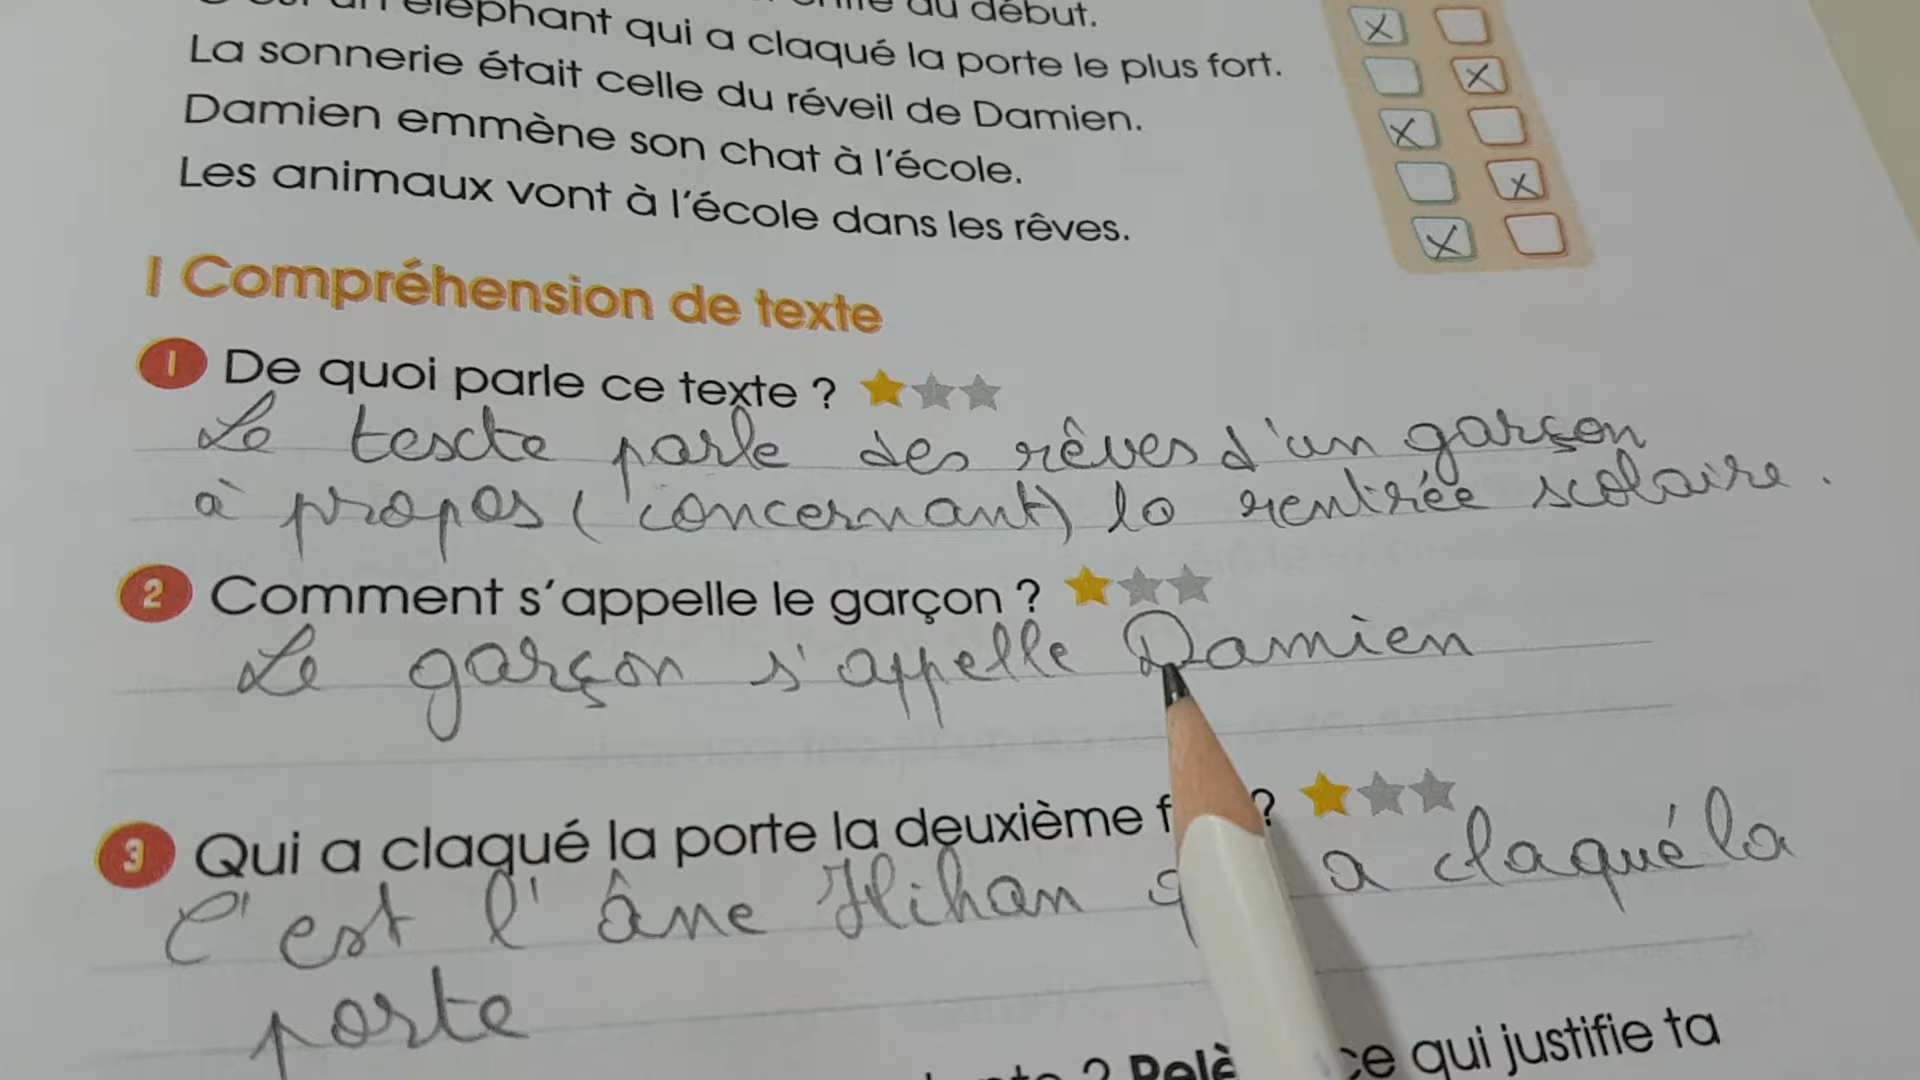 du début.
éléphant qui a claqué la porte le plus fort.
La sonnerie était celle du réveil de Damien.
Damien emmène son chat à l'école.
Les animaux vont à l'école dans les rêves.
I Compréhension de texte
1 De quoi parle ce texte ?
Le texte parle des rêves d'un garçon
à propos ( concernant) la rentrée scolaire.
2 Comment s'appelle le garçon ?
Le garçon s'appelle Damien
3 Qui a claqué la porte la deuxième ?
C'est l'âne Hihan a claqué la
porte
ce qui justifie ta